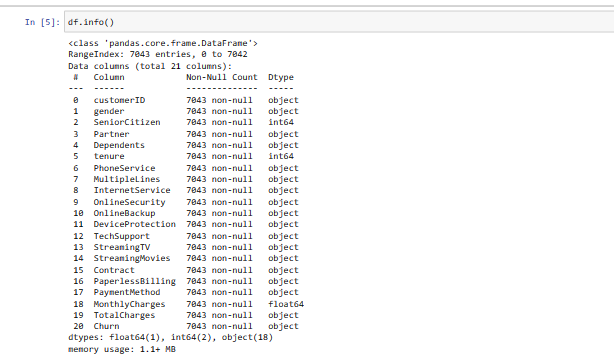 In [5]: df.info()
<class 'pandas.core.frame.DataFrame'>
RangeIndex: 7043 entries, 0 to 7042
Data columns (total 21 columns):
#   Column            Non-Null Count  Dtype
---  ------            --------------  -----
0   customerID        7043 non-null   object
1   gender            7043 non-null   object
2   SeniorCitizen     7043 non-null   int64
3   Partner           7043 non-null   object
4   Dependents        7043 non-null   object
5   tenure            7043 non-null   int64
6   PhoneService      7043 non-null   object
7   MultipleLines     7043 non-null   object
8   InternetService   7043 non-null   object
9   OnlineSecurity    7043 non-null   object
10  OnlineBackup      7043 non-null   object
11  DeviceProtection  7043 non-null   object
12  TechSupport       7043 non-null   object
13  StreamingTV       7043 non-null   object
14  StreamingMovies   7043 non-null   object
15  Contract          7043 non-null   object
16  PaperlessBilling  7043 non-null   object
17  PaymentMethod     7043 non-null   object
18  MonthlyCharges    7043 non-null   float64
19  TotalCharges      7043 non-null   object
20  Churn             7043 non-null   object
dtypes: float64(1), int64(2), object(18)
memory usage: 1.1+ MB